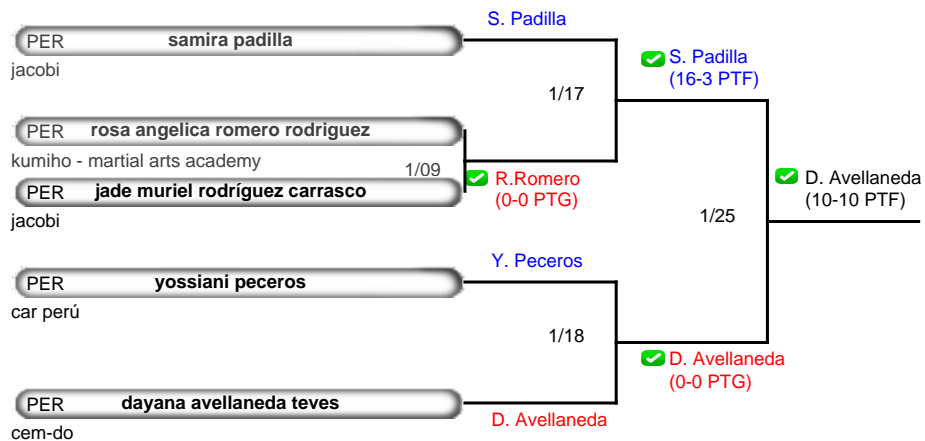 S. Padilla
PER samira padilla
jacobi
S. Padilla
(16-3 PTF)
1/17
PER rosa angelica romero rodriguez
kumiho - martial arts academy
1/09
R.Romero
(0-0 PTG)
PER jade muriel rodríguez carrasco
jacobi
D. Avellaneda
(10-10 PTF)
1/25
Y. Peceros
PER yossiani peceros
car perú
1/18
D. Avellaneda
(0-0 PTG)
PER dayana avellaneda teves
D. Avellaneda
cem-do